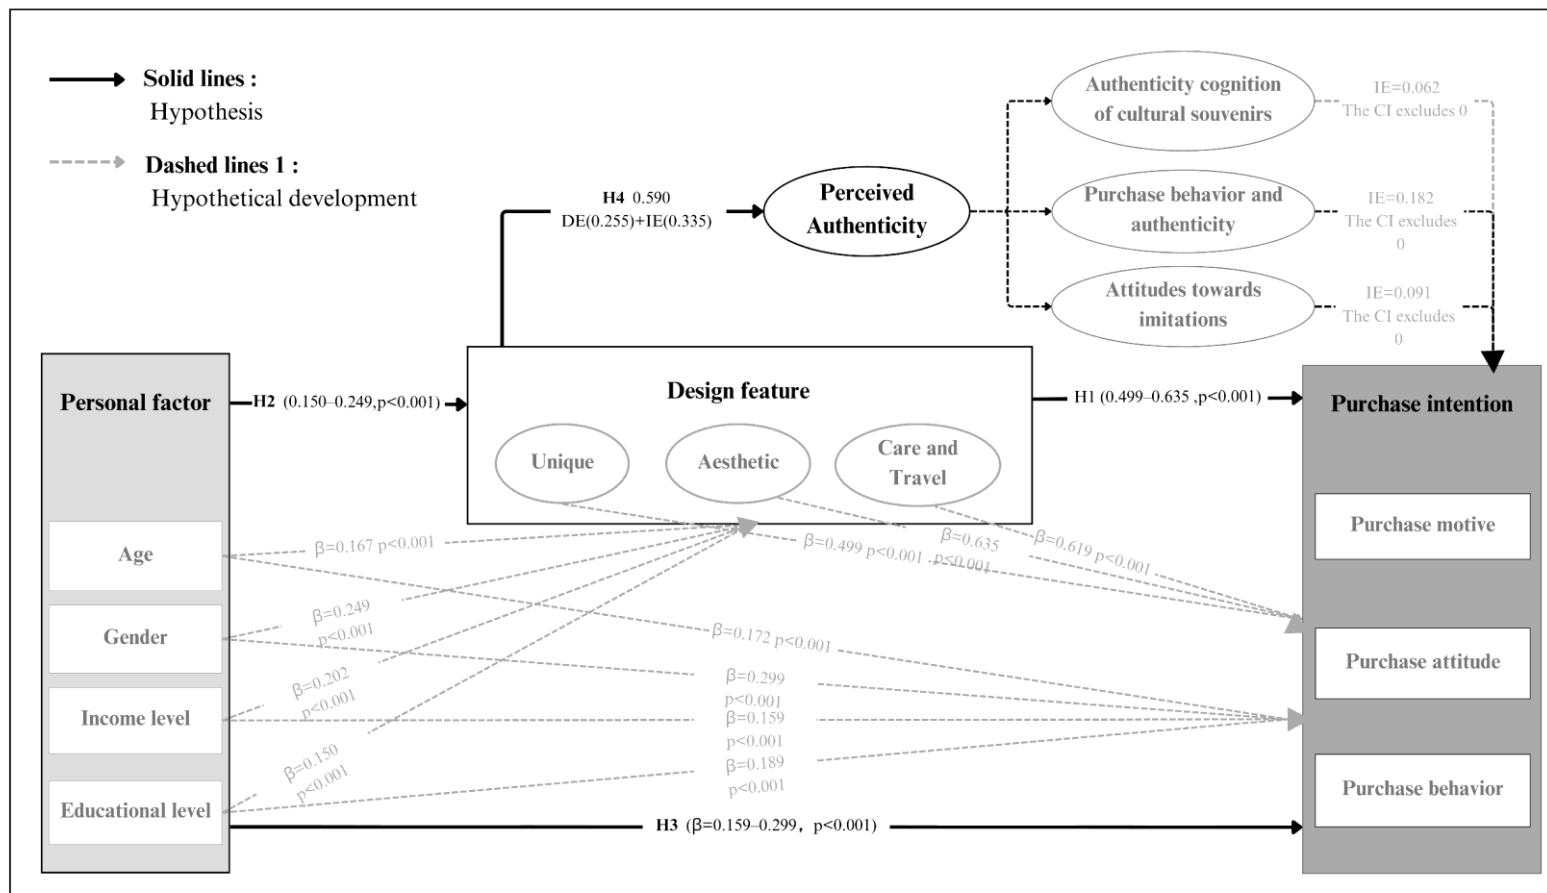 Solid lines :
Hypothesis
Dashed lines 1 :
Hypothetical development
H4 0.590
DE(0.255)+IE(0.335)
Perceived
Authenticity
Authenticity cognition
of cultural souvenirs
IE=0.062
The CI excludes 0
Purchase behavior and
authenticity
IE=0.182
The CI excludes
0
Attitudes towards
imitations
IE=0.091
The CI excludes
0
Personal factor
H2 (0.150–0.249,p<0.001)
Design feature
H1 (0.499–0.635 ,p<0.001)
Purchase intention
Unique
Aesthetic
Care and
Travel
Age
Gender
Income level
Educational level
β=0.167 p<0.001
β=0.249
p<0.001
β=0.202
p<0.001
β=0.150
p<0.001
β=0.499 p<0.001
β=0.635
p<0.001
β=0.619 p<0.001
β=0.172 p<0.001
β=0.299
p<0.001
β=0.159
p<0.001
β=0.189
p<0.001
Purchase motive
Purchase attitude
Purchase behavior
H3 (β=0.159–0.299，p<0.001)